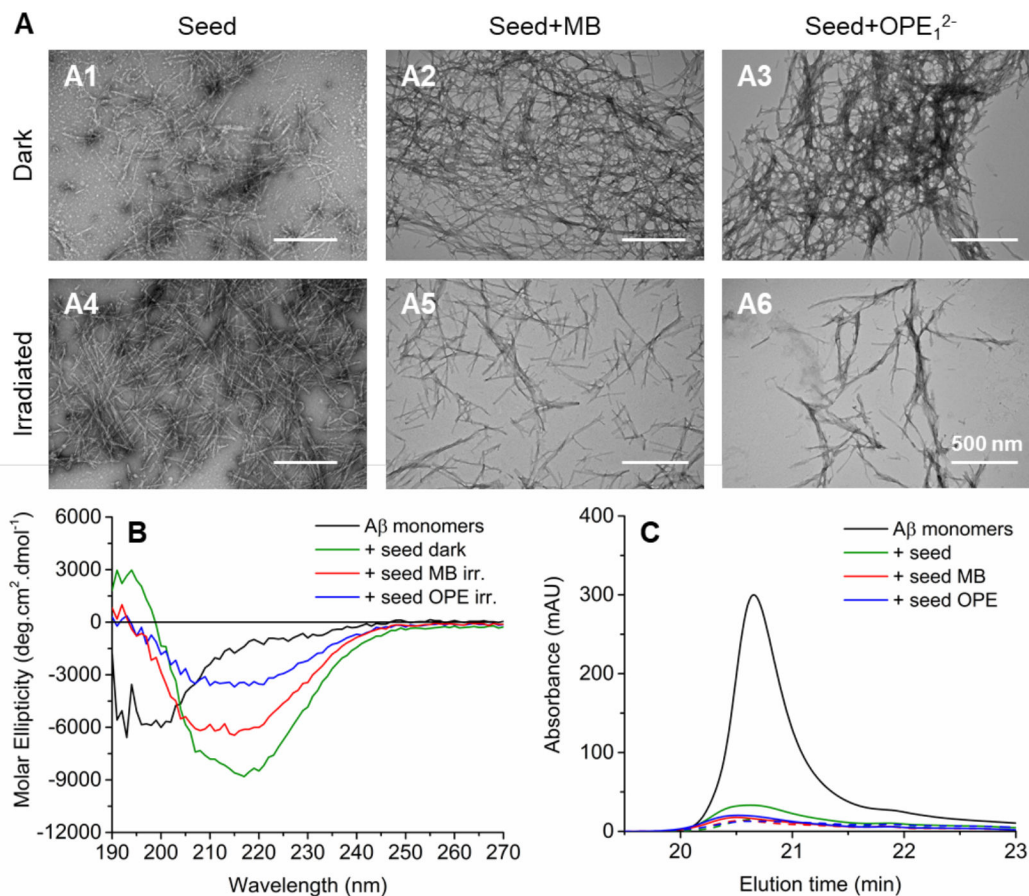 A Seed Seed+MB Seed+OPE₁²⁻
Dark
A1 A2 A3
Irradiated
A4 A5 A6
500 nm
B
Aβ monomers
+ seed dark
+ seed MB irr.
+ seed OPE irr.
Molar Ellipticity (deg.cm².dmol⁻¹)
6000
3000
0
-3000
-6000
-9000
-12000
190 200 210 220 230 240 250 260 270
Wavelength (nm)
C
Aβ monomers
+ seed
+ seed MB
+ seed OPE
Absorbance (mAU)
400
300
200
100
0
20 21 22 23
Elution time (min)